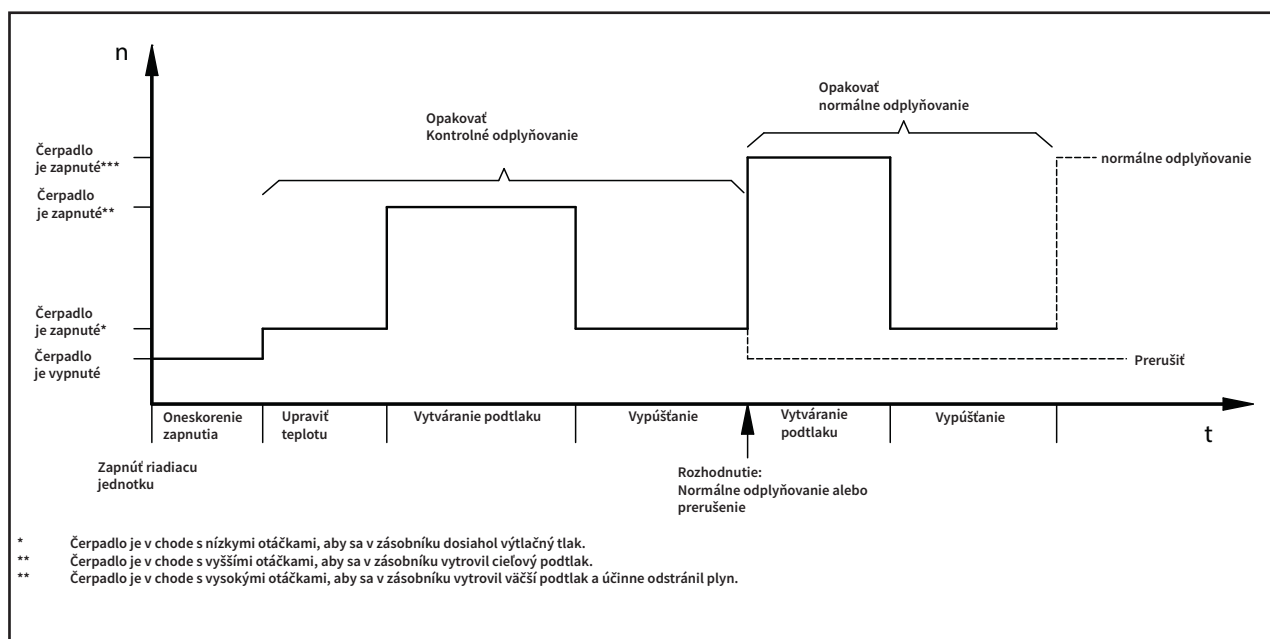 n
Opakovať
Kontrolné odplyňovanie
Opakovať
normálne odplyňovanie
Čerpadlo
je zapnuté***
normálne odplyňovanie
Čerpadlo
je zapnuté**
Čerpadlo
je zapnuté*
Čerpadlo
je vypnuté
Prerušiť
Oneskorenie
zapnutia
Upraviť
teplotu
Vytváranie podtlaku
Vypúšťanie
Vytváranie
podtlaku
Vypúšťanie
t
Zapnúť riadiacu
jednotku
Rozhodnutie:
Normálne odplyňovanie alebo
prerušenie
* Čerpadlo je v chode s nízkymi otáčkami, aby sa v zásobníku dosiahol výtlačný tlak.
** Čerpadlo je v chode s vyššími otáčkami, aby sa v zásobníku vytrovil cieľový podtlak.
** Čerpadlo je v chode s vysokými otáčkami, aby sa v zásobníku vytrovil väčší podtlak a účinne odstránil plyn.